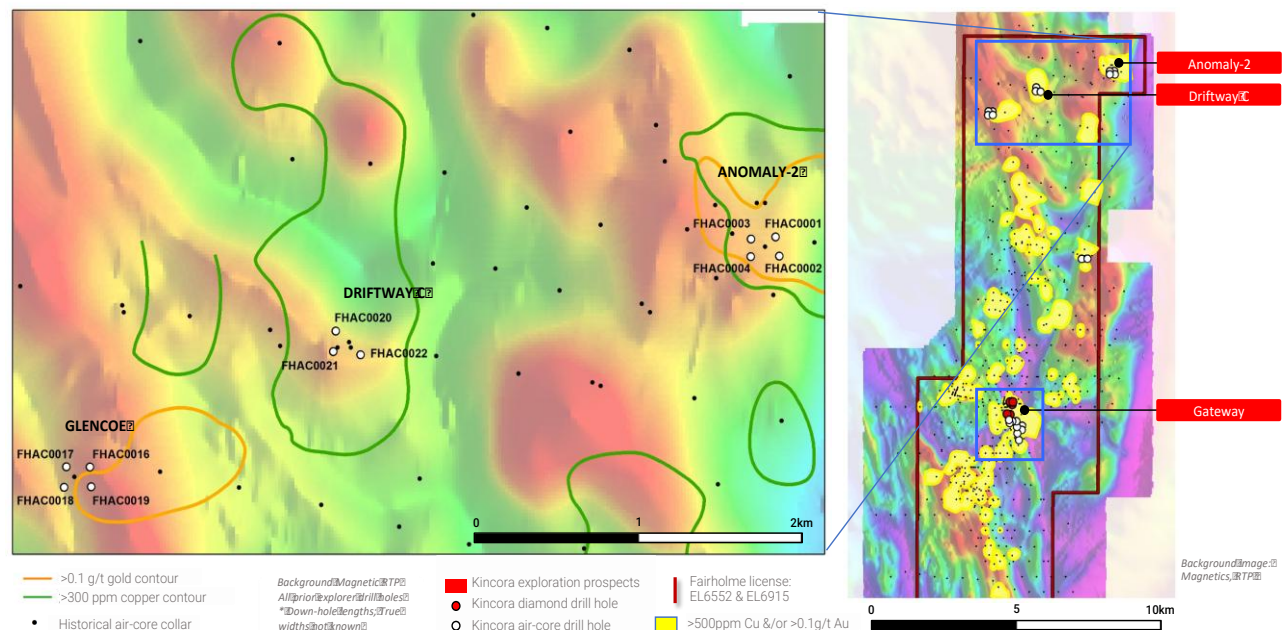 ANOMALY-2
FHAC0003 FHAC0001
FHAC0004 FHAC0002
DRIFTWAY C
FHAC0020
FHAC0021 FHAC0022
GLENCOE
FHAC0017 FHAC0016
FHAC0018 FHAC0019
0 1 2km
Anomaly-2
Driftway C
Gateway
>0.1 g/t gold contour
>300 ppm copper contour
Historical air-core collar
Background Magnetic RTP
All prior explorer drill holes
* Down-hole lengths; True
widths not known
Kincora exploration prospects
Kincora diamond drill hole
Kincora air-core drill hole
Fairholme license:
EL6552 & EL6915
>500ppm Cu &/or >0.1g/t Au
0 5 10km
Background image:
Magnetics, RTP